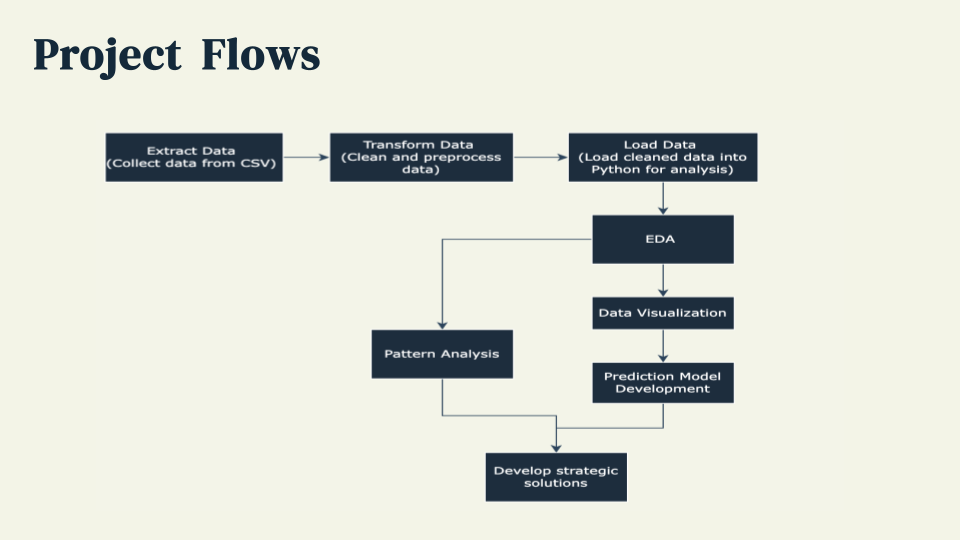 Project Flows
Extract Data
(Collect data from CSV)
Transform Data
(Clean and preprocess
data)
Load Data
(Load cleaned data into
Python for analysis)
EDA
Data Visualization
Pattern Analysis
Prediction Model
Development
Develop strategic
solutions